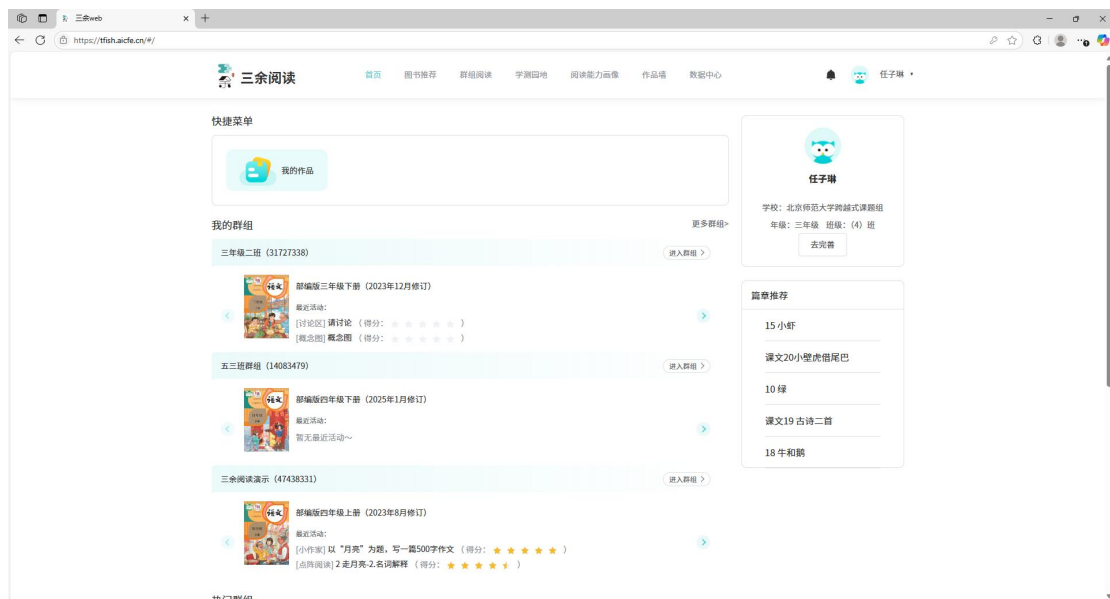 三余web
https://tfish.aicfe.cn/#/
三余阅读
首页 图书推荐 群组阅读 学测园地 阅读能力画像 作品墙 数据中心
任子琳
快捷菜单
我的作品
我的群组
更多群组>
三年级二班（31727338）
进入群组 >
部编版三年级下册（2023年12月修订）
最近活动:
[讨论区] 请讨论 （得分: ）
[概念图] 概念图 （得分: ）
五三班群组（14083479）
进入群组 >
部编版四年级下册（2025年1月修订）
最近活动:
暂无最近活动~
三余阅读演示（47438331）
进入群组 >
部编版四年级上册（2023年8月修订）
最近活动:
[小作家] 以“月亮”为题，写一篇500字作文 （得分: ★★★★★ ）
[点阵阅读] 2 走月亮-2.名词解释 （得分: ）
任子琳
学校: 北京师范大学跨越式课题组
年级: 三年级 班级:（4）班
去完善
篇章推荐
15 小虾
课文20小壁虎借尾巴
10 绿
课文19 古诗二首
18 牛和鹅